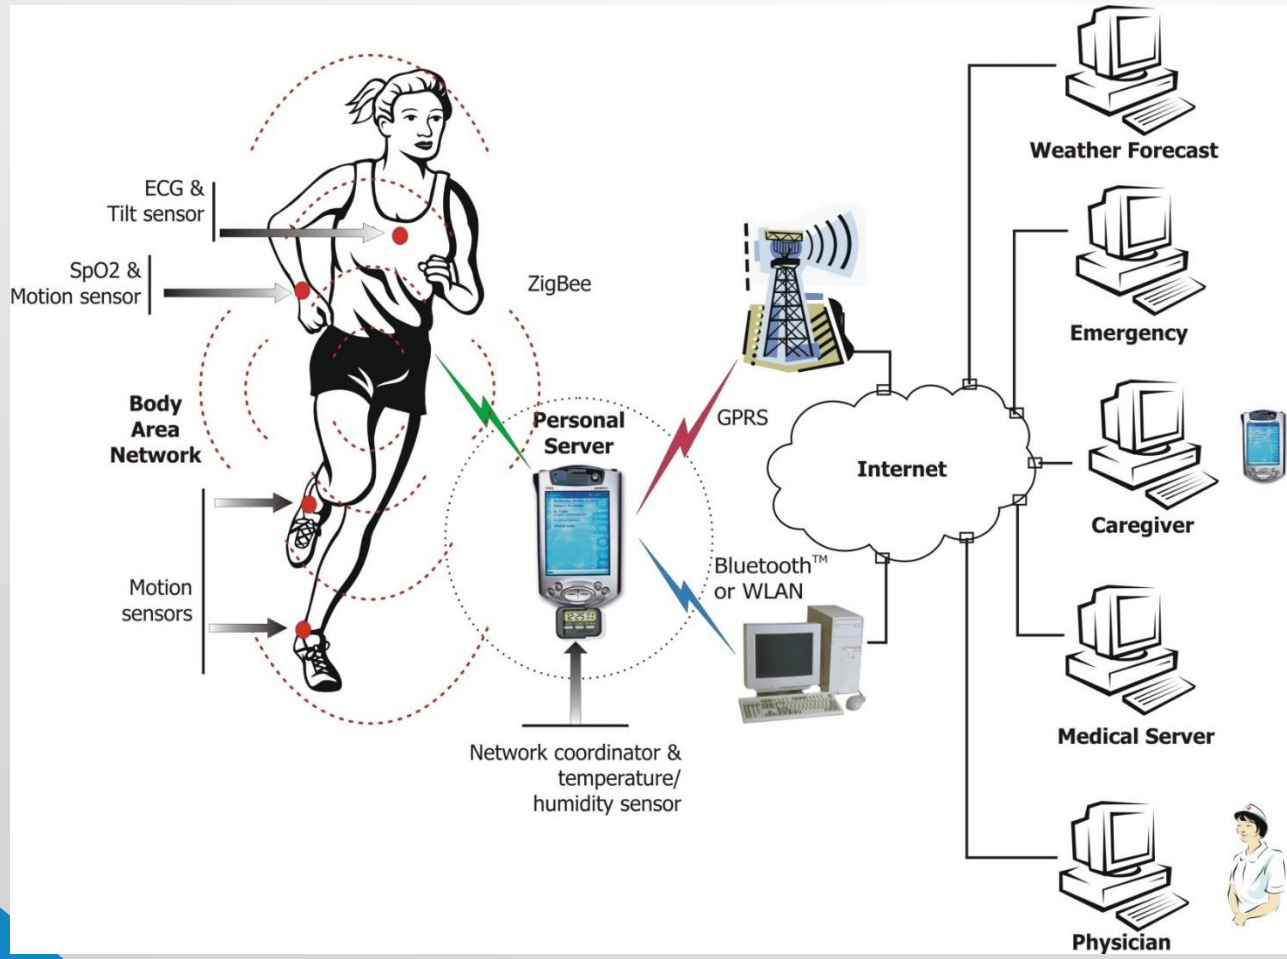 ECG &
Tilt sensor
SpO2 &
Motion sensor
Body
Area
Network
Motion
sensors
ZigBee
Personal
Server
Network coordinator &
temperature/
humidity sensor
GPRS
Bluetooth™
or WLAN
Internet
Weather Forecast
Emergency
Caregiver
Medical Server
Physician